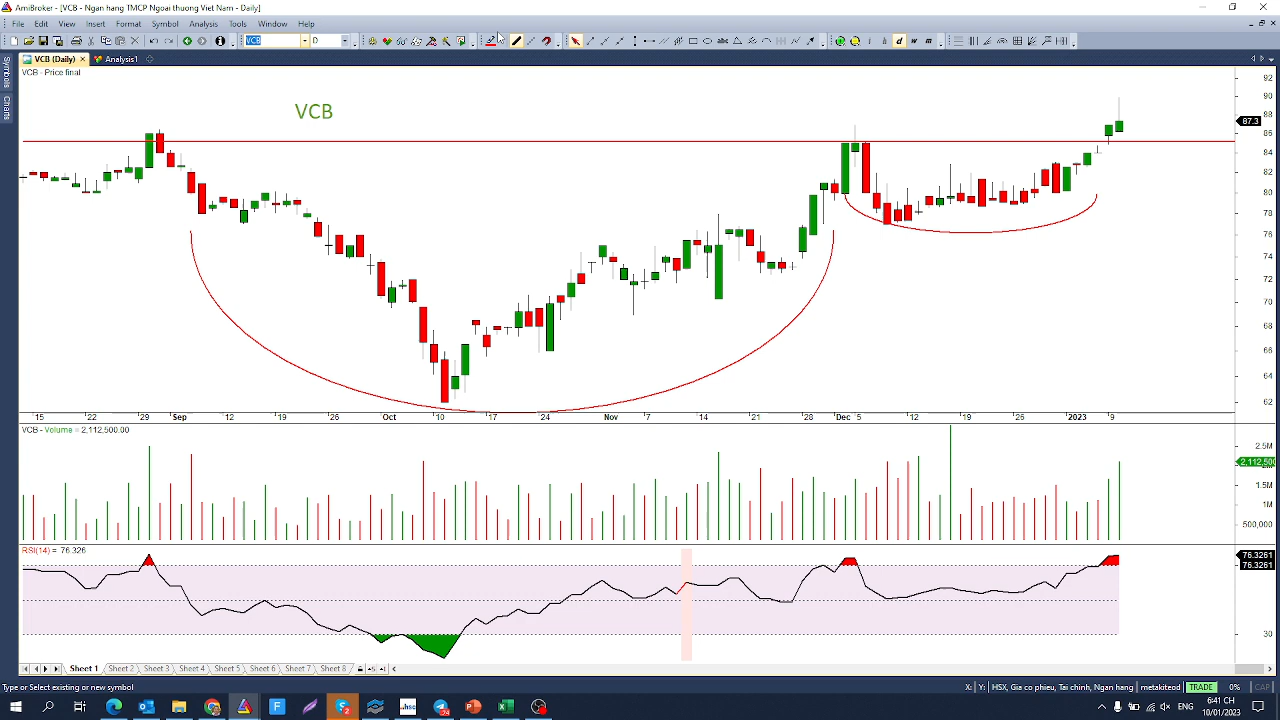 AmiBroker - [VCB - Ngan hang TMCP Ngoai thuong Viet Nam - Daily]
File Edit View Insert Format Symbol Analysis Tools Window Help
VCB D i h d w m
VCB (Daily) Analysis1
Symbols
Charts
VCB - Price final
VCB
92
90
88
87.3
86
84
82
80
78
76
74
72
70
68
66
64
62
15 22 29 Sep 12 19 26 Oct 10 17 24 Nov 7 14 21 28 Dec 5 12 19 26 2023 9
VCB - Volume = 2,112,500.00
2.5M
2,112,500
1.5M
1M
500,000
RSI(14) = 76.326
76.3261
76.3261
30
Sheet 1 Sheet 2 Sheet 3 Sheet 4 Sheet 5 Sheet 6 Sheet 7 Sheet 8
Type or Select existing or new symbol X: Y: HSX, Gia co phieu, Tai chinh, Ngan hang metakiteod TRADE 0% CAP
ENG 6:41 CH
10/01/2023